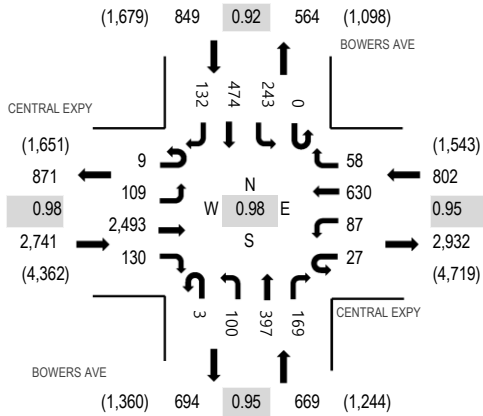 (1,679) 849 0.92 564 (1,098)
BOWERS AVE
132 474 243 0
CENTRAL EXPY
(1,651) (1,543)
9 58
871 802
109 N 630
0.98 W 0.98 E 0.95
2,493 S 87
2,741 2,932
130 27
(4,362) (4,719)
3 100 397 169
CENTRAL EXPY
BOWERS AVE
(1,360) 694 0.95 669 (1,244)